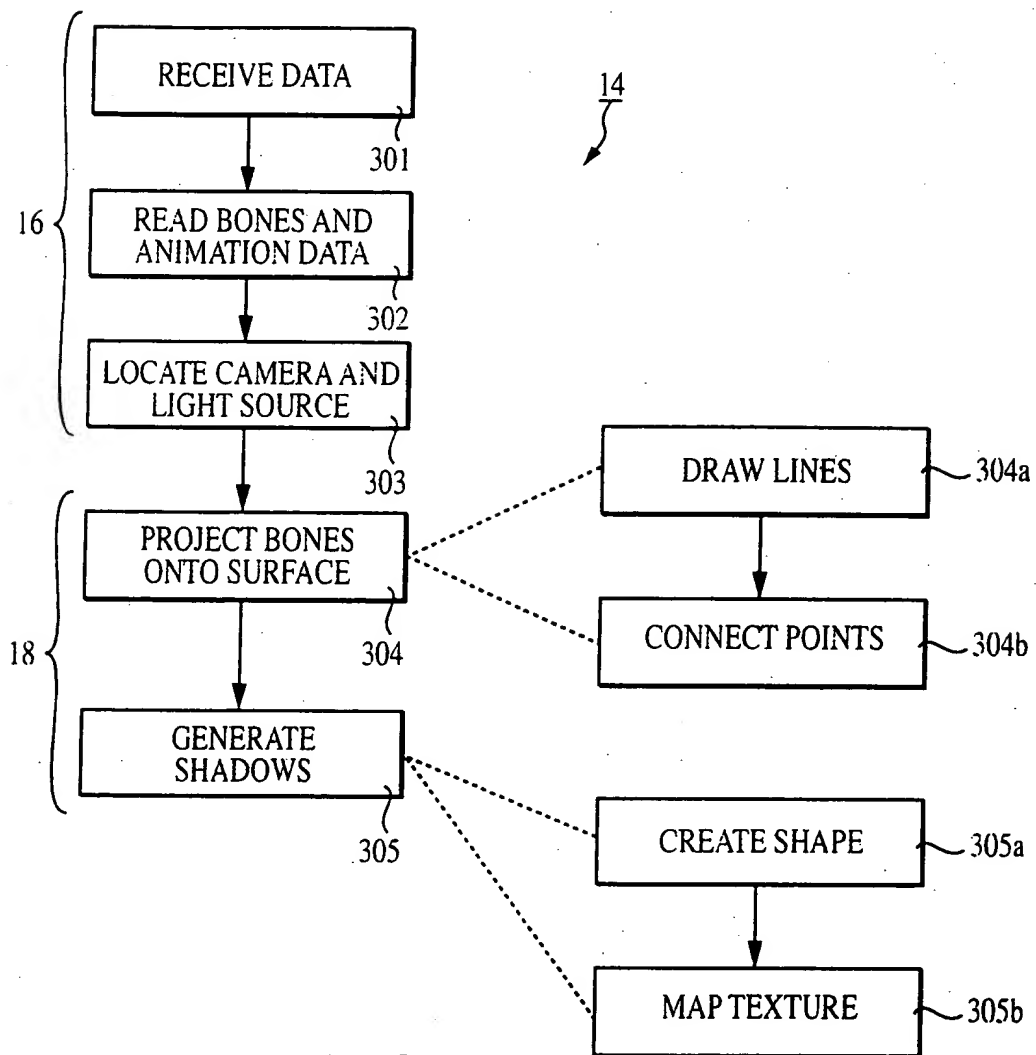 RECEIVE DATA
301
14
16
READ BONES AND
ANIMATION DATA
302
LOCATE CAMERA AND
LIGHT SOURCE
303
DRAW LINES
304a
18
PROJECT BONES
ONTO SURFACE
304
CONNECT POINTS
304b
GENERATE
SHADOWS
305
CREATE SHAPE
305a
MAP TEXTURE
305b